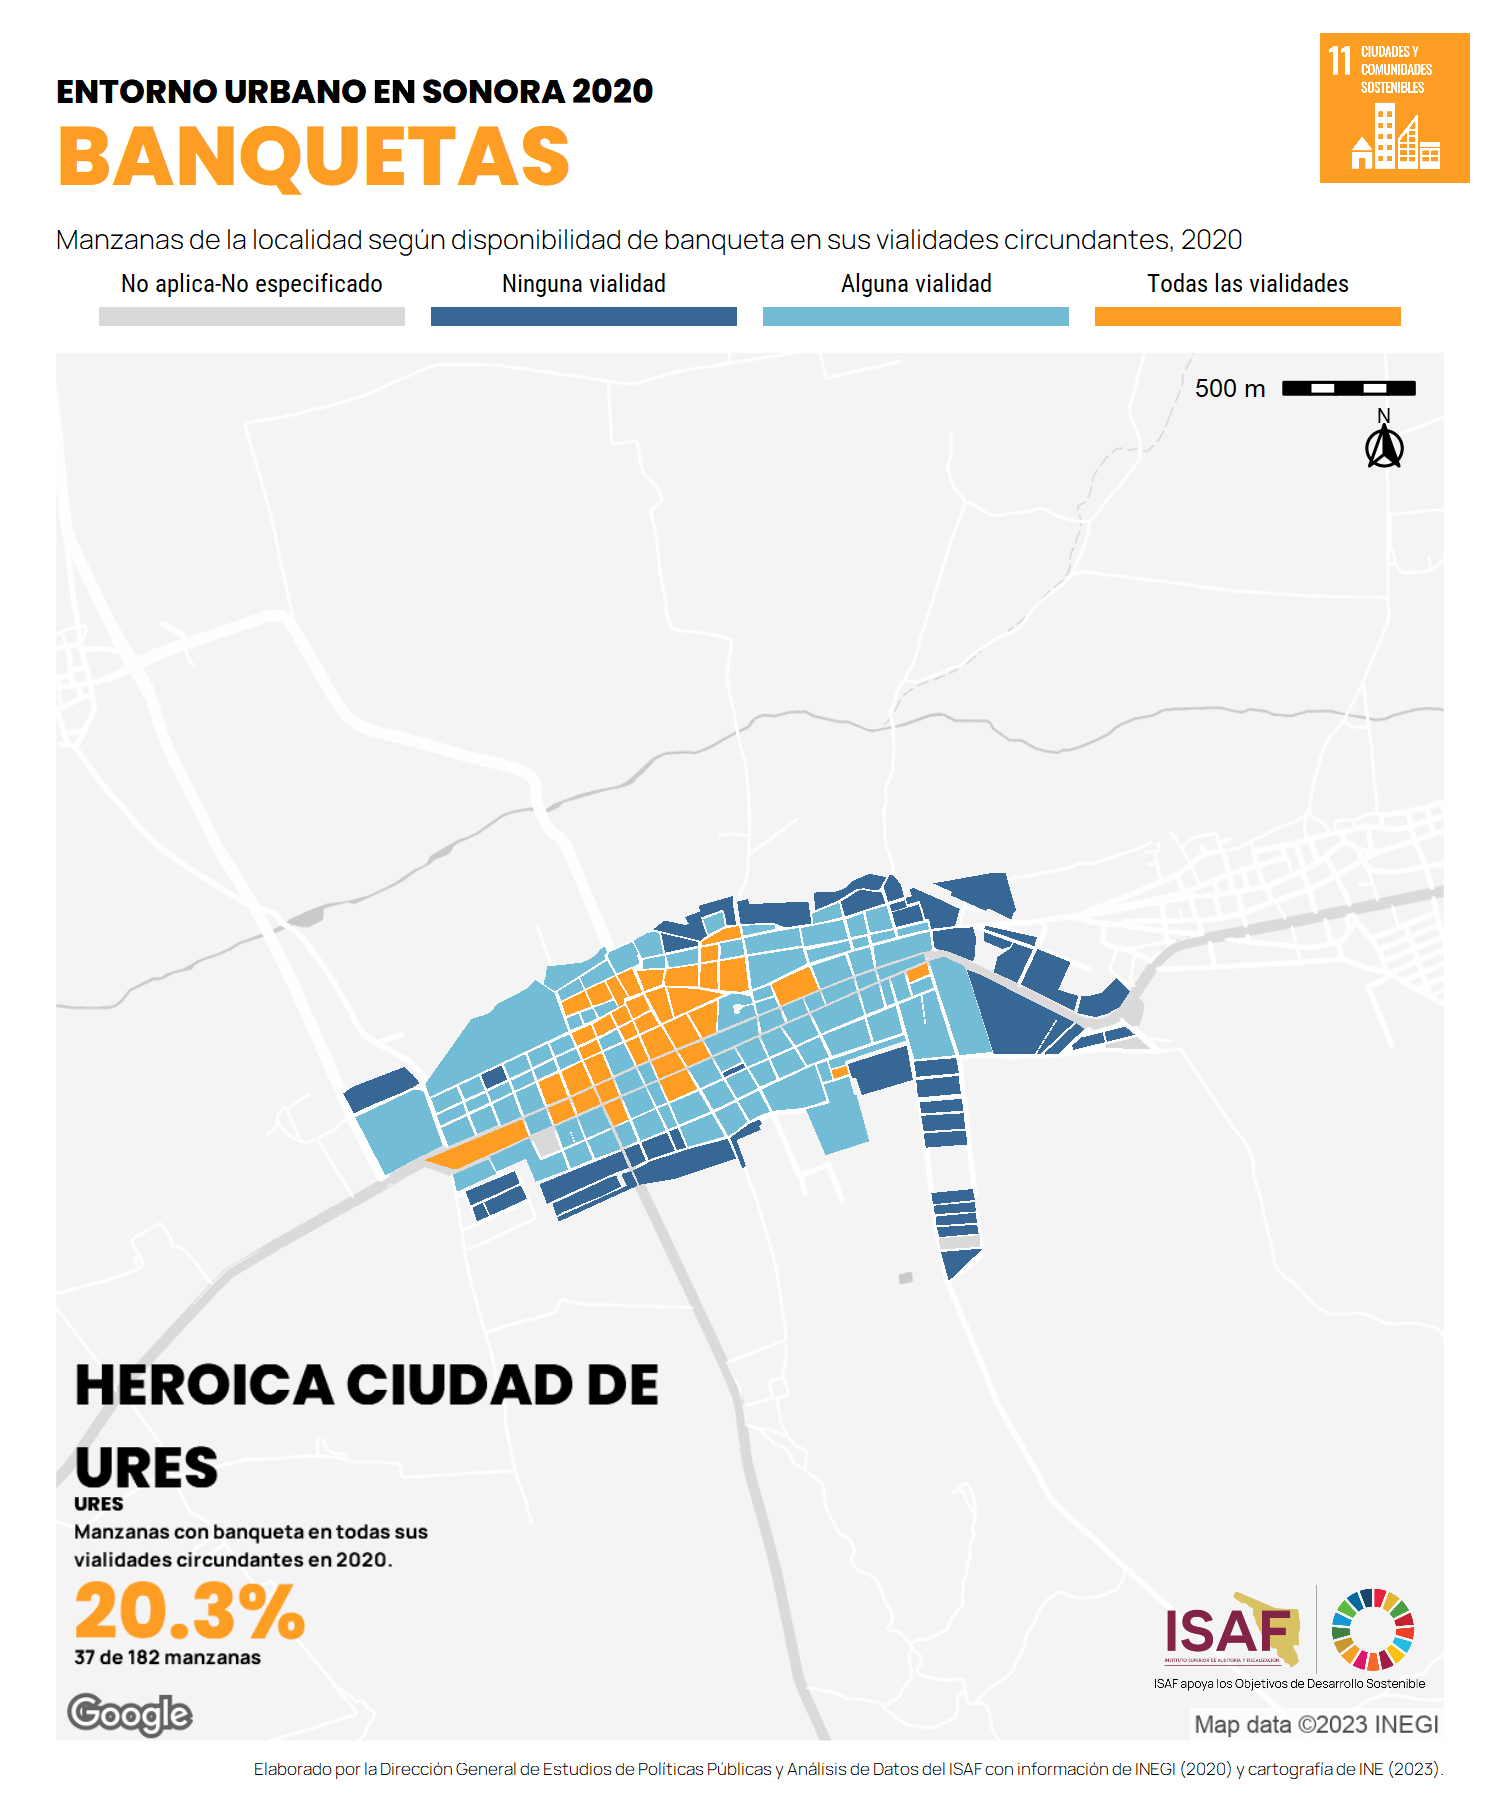 ENTORNO URBANO EN SONORA 2020
BANQUETAS
11 CIUDADES Y
COMUNIDADES
SOSTENIBLES
Manzanas de la localidad según disponibilidad de banqueta en sus vialidades circundantes, 2020
No aplica-No especificado Ninguna vialidad Alguna vialidad Todas las vialidades
500 m
N
HEROICA CIUDAD DE
URES
URES
Manzanas con banqueta en todas sus
vialidades circundantes en 2020.
20.3%
37 de 182 manzanas
ISAF
INSTITUTO SUPERIOR DE AUDITORÍA Y FISCALIZACIÓN
ISAF apoya los Objetivos de Desarrollo Sostenible
Google
Map data ©2023 INEGI
Elaborado por la Dirección General de Estudios de Políticas Públicas y Análisis de Datos del ISAF con información de INEGI (2020) y cartografía de INE (2023).